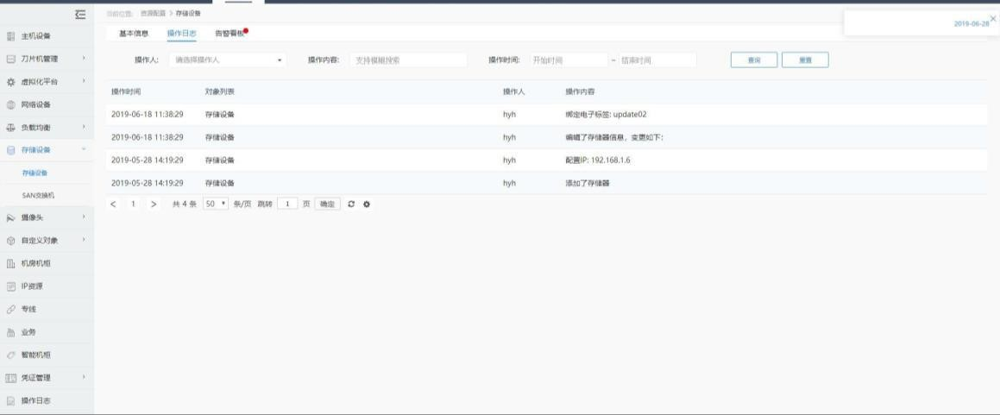 当前位置: 资源配置 > 存储设备
2019-06-28
基本信息 操作日志 告警看板
操作人: 请选择操作人 操作内容: 支持模糊搜索 操作时间: 开始时间 - 结束时间 查询 重置
操作时间 对象列表 操作人 操作内容
2019-06-18 11:38:29 存储设备 hyh 绑定电子标签: update02
2019-06-18 11:38:29 存储设备 hyh 编辑了存储器信息，变更如下:
2019-05-28 14:19:29 存储设备 hyh 配置IP: 192.168.1.6
2019-05-28 14:19:29 存储设备 hyh 添加了存储器
< 1 > 共 4 条 50 条/页 跳转 1 页 确定
主机设备
刀片机管理
虚拟化平台
网络设备
负载均衡
存储设备
存储设备
SAN交换机
摄像头
自定义对象
机房机柜
IP资源
专线
业务
智能机柜
凭证管理
操作日志